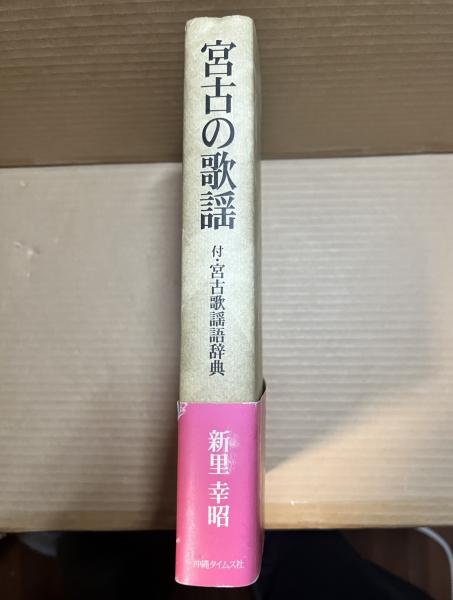 宮古の歌謡
付・宮古歌謡語辞典
新里 幸昭
沖縄タイムス社